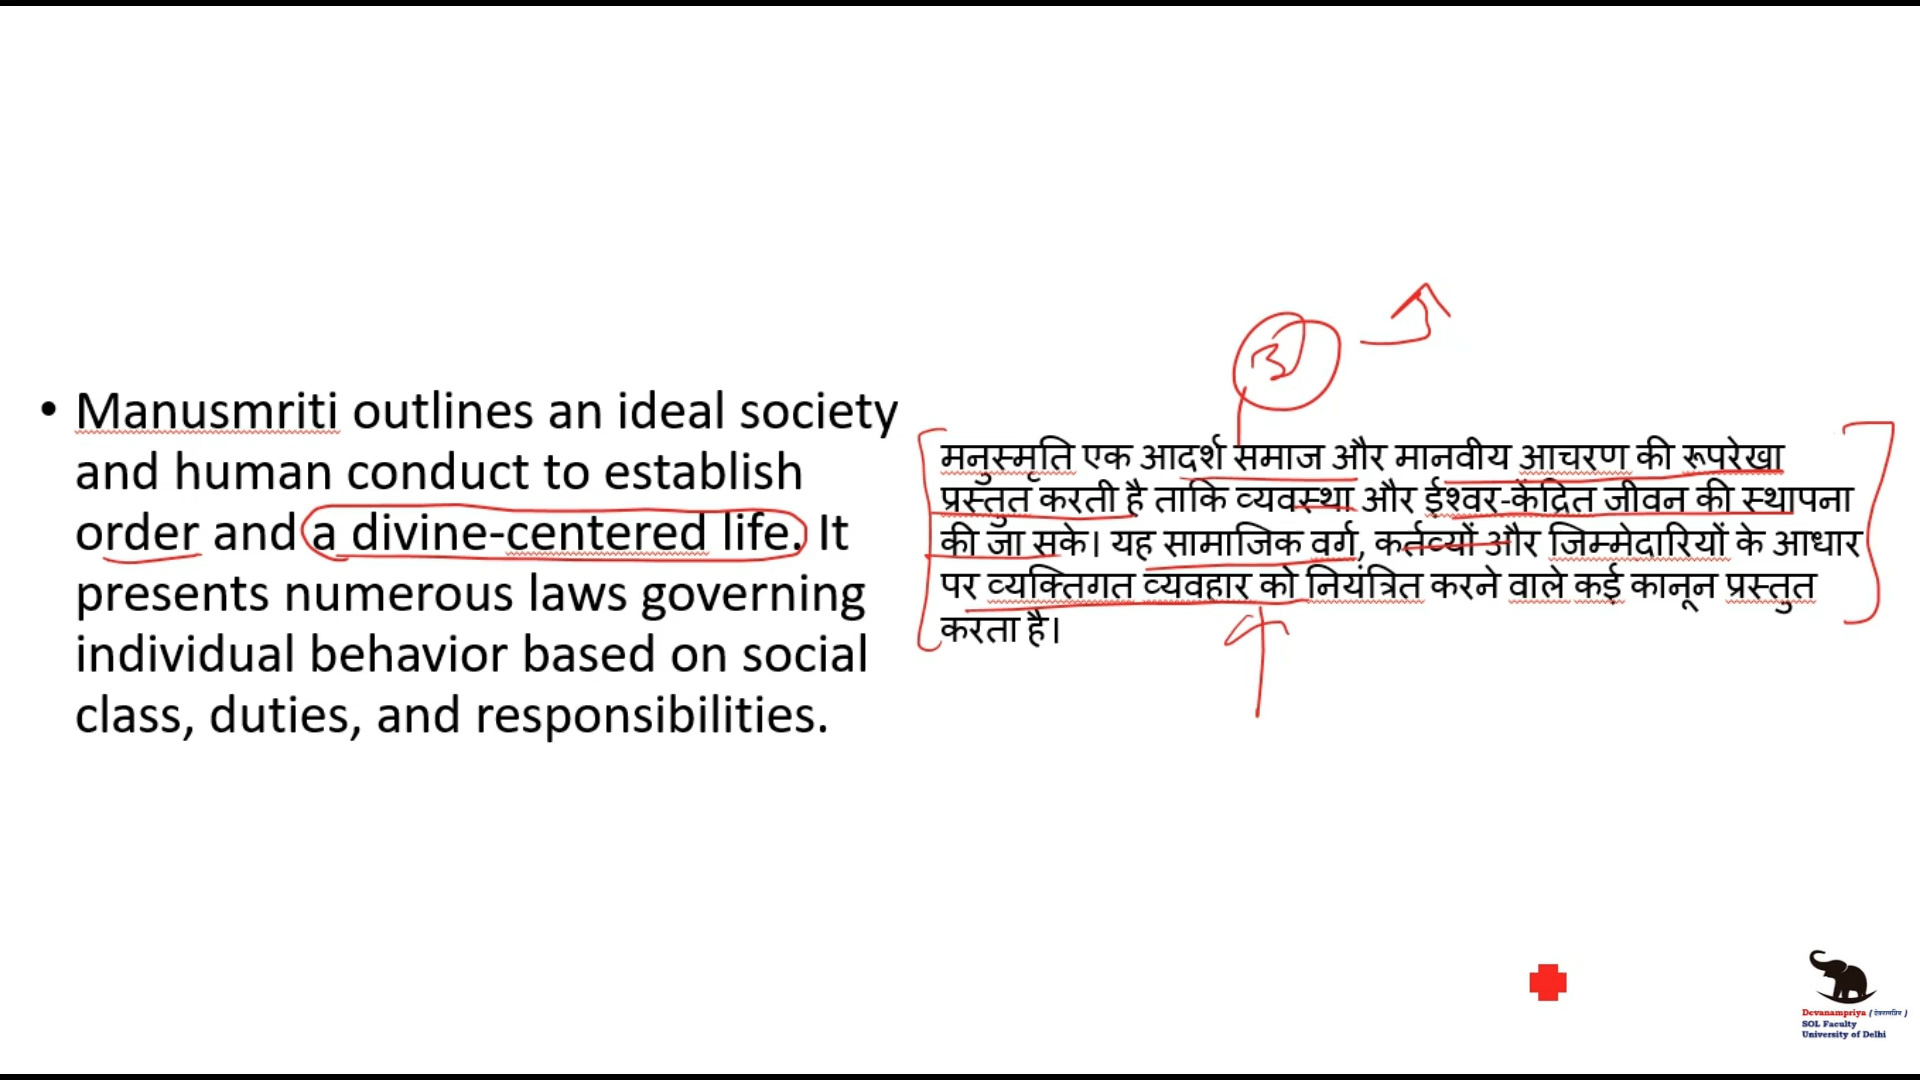 • Manusmriti outlines an ideal society
and human conduct to establish
order and a divine-centered life. It
presents numerous laws governing
individual behavior based on social
class, duties, and responsibilities.
मनुस्मृति एक आदर्श समाज और मानवीय आचरण की रूपरेखा
प्रस्तुत करती है ताकि व्यवस्था और ईश्वर-केंद्रित जीवन की स्थापना
की जा सके। यह सामाजिक वर्ग, कर्तव्यों और जिम्मेदारियों के आधार
पर व्यक्तिगत व्यवहार को नियंत्रित करने वाले कई कानून प्रस्तुत
करता है।
Devanampriya
SOL Faculty
University of Delhi